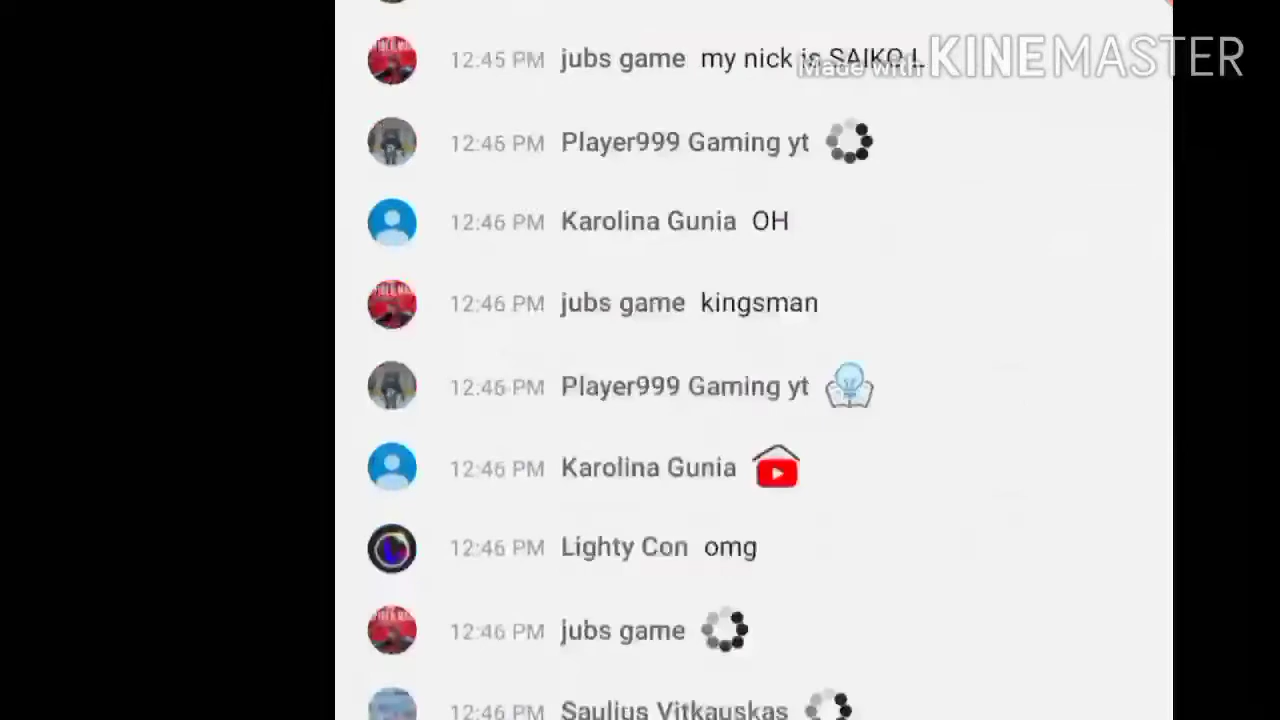 12:45 PM jubs game my nick is SAIKO L
Made with KINEMASTER
12:46 PM Player999 Gaming yt
12:46 PM Karolina Gunia OH
12:46 PM jubs game kingsman
12:46 PM Player999 Gaming yt
12:46 PM Karolina Gunia
12:46 PM Lighty Con omg
12:46 PM jubs game
12:46 PM Saulius Vitkauskas